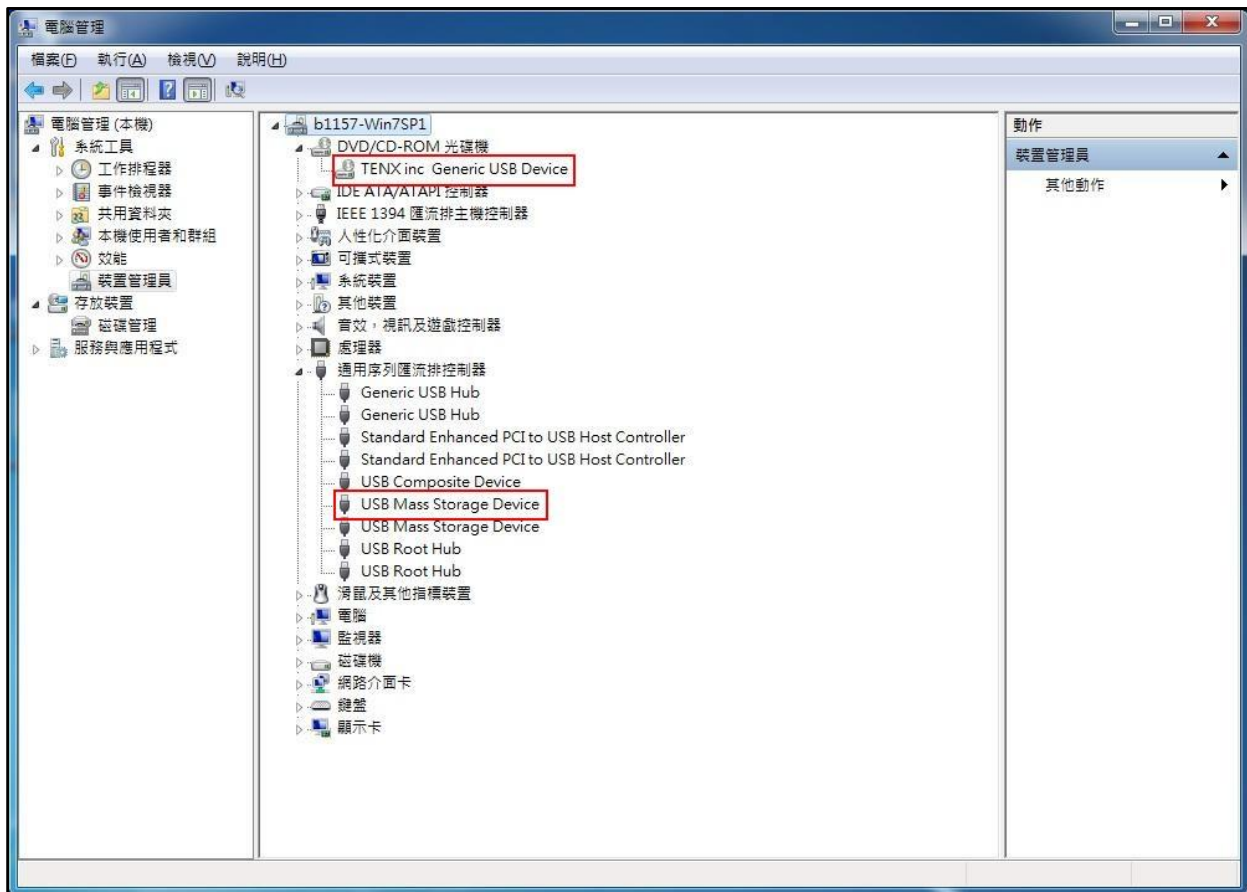 電腦管理
檔案(F) 執行(A) 檢視(V) 說明(H)
電腦管理 (本機)
系統工具
工作排程器
事件檢視器
共用資料夾
本機使用者和群組
效能
裝置管理員
存放裝置
磁碟管理
服務與應用程式
b1157-Win7SP1
DVD/CD-ROM 光碟機
TENX inc Generic USB Device
IDE ATA/ATAPI 控制器
IEEE 1394 匯流排主機控制器
人性化介面裝置
可攜式裝置
系統裝置
其他裝置
音效，視訊及遊戲控制器
處理器
通用序列匯流排控制器
Generic USB Hub
Generic USB Hub
Standard Enhanced PCI to USB Host Controller
Standard Enhanced PCI to USB Host Controller
USB Composite Device
USB Mass Storage Device
USB Mass Storage Device
USB Root Hub
USB Root Hub
滑鼠及其他指標裝置
電腦
監視器
磁碟機
網路介面卡
鍵盤
顯示卡
動作
裝置管理員
其他動作